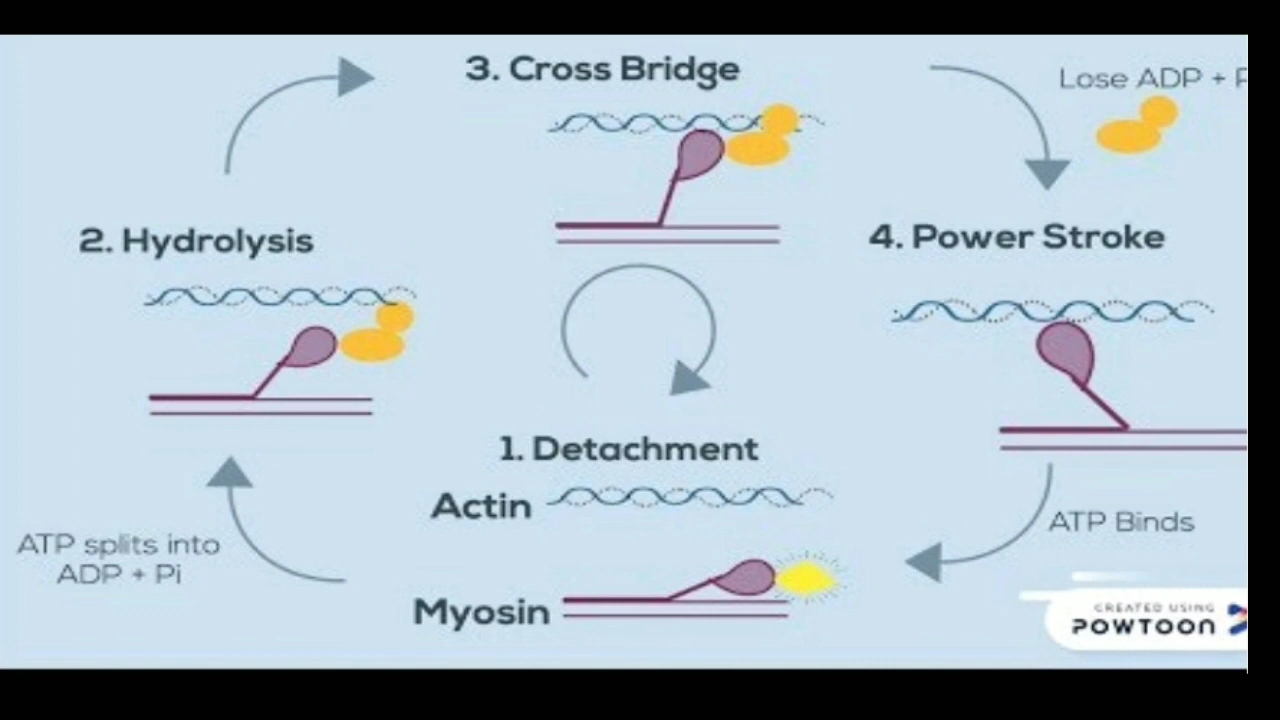 3. Cross Bridge
Lose ADP +
2. Hydrolysis
4. Power Stroke
1. Detachment
Actin
ATP Binds
ATP splits into
ADP + Pi
Myosin
CREATED USING
POWTOON